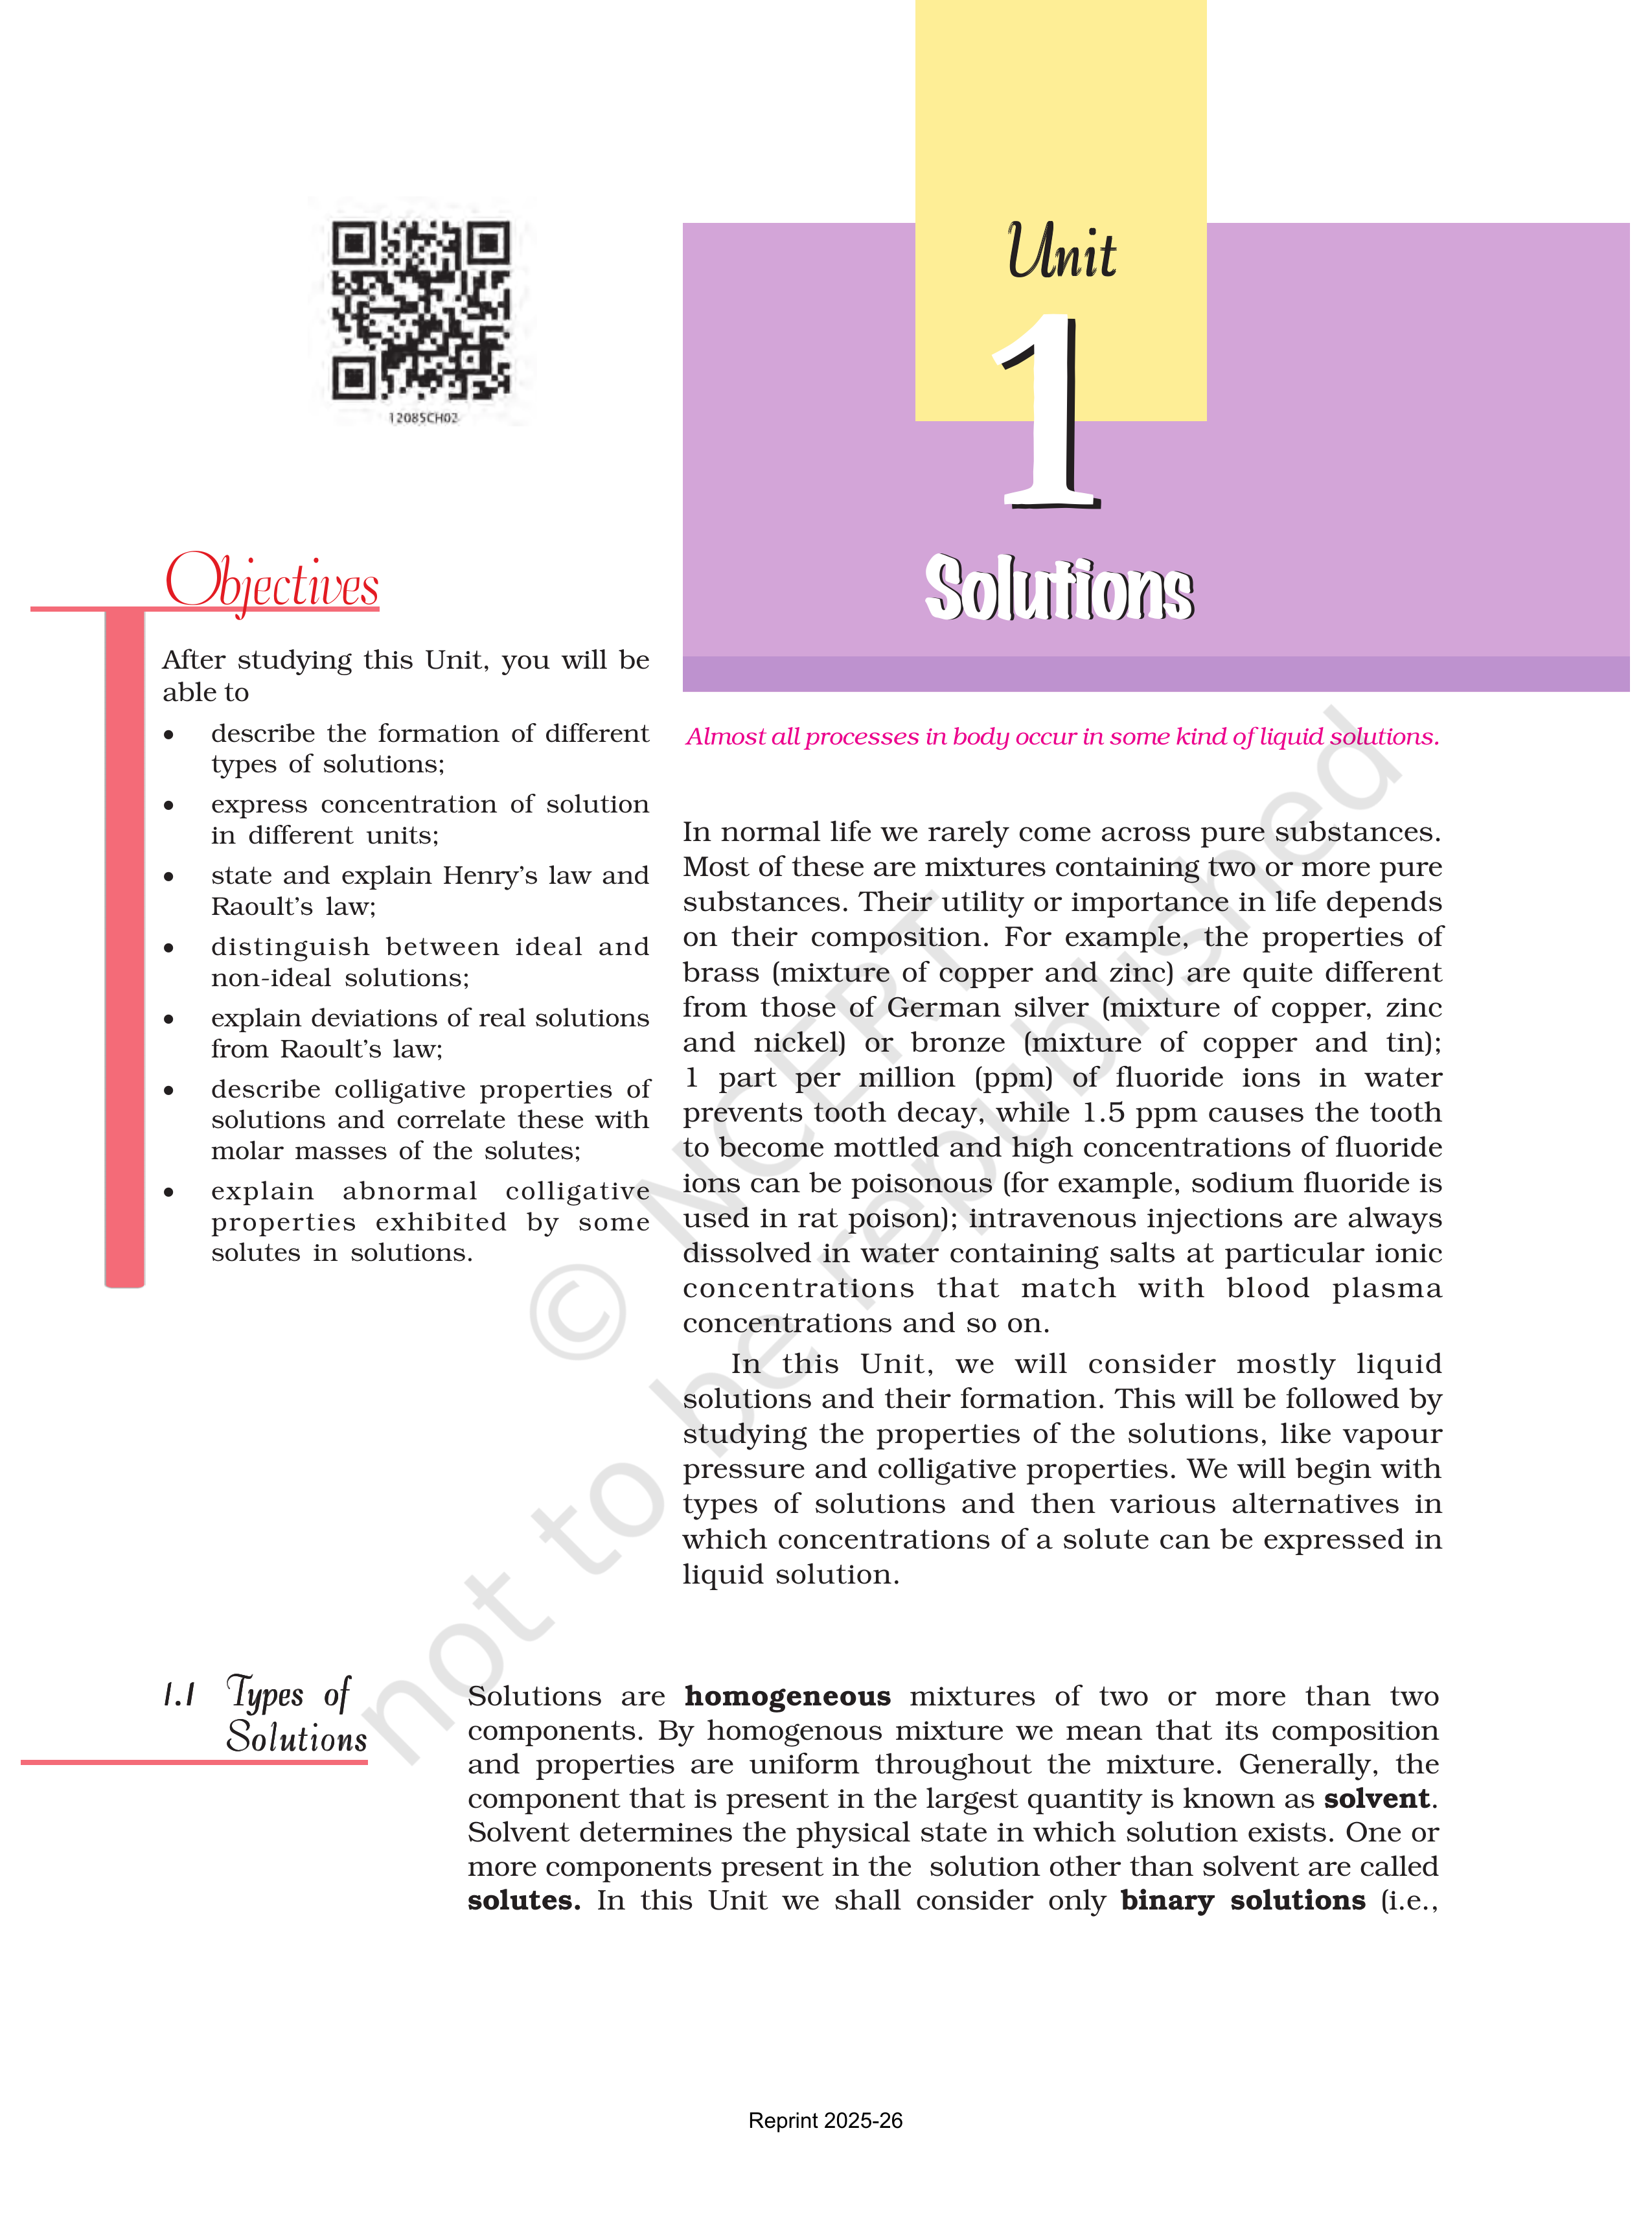 12085CH02
Unit
1
Solutions
Objectives
After studying this Unit, you will be
able to
• describe the formation of different
types of solutions;
• express concentration of solution
in different units;
• state and explain Henry's law and
Raoult's law;
• distinguish between ideal and
non-ideal solutions;
• explain deviations of real solutions
from Raoult's law;
• describe colligative properties of
solutions and correlate these with
molar masses of the solutes;
• explain abnormal colligative
properties exhibited by some
solutes in solutions.
Almost all processes in body occur in some kind of liquid solutions.
In normal life we rarely come across pure substances.
Most of these are mixtures containing two or more pure
substances. Their utility or importance in life depends
on their composition. For example, the properties of
brass (mixture of copper and zinc) are quite different
from those of German silver (mixture of copper, zinc
and nickel) or bronze (mixture of copper and tin);
1 part per million (ppm) of fluoride ions in water
prevents tooth decay, while 1.5 ppm causes the tooth
to become mottled and high concentrations of fluoride
ions can be poisonous (for example, sodium fluoride is
used in rat poison); intravenous injections are always
dissolved in water containing salts at particular ionic
concentrations that match with blood plasma
concentrations and so on.
In this Unit, we will consider mostly liquid
solutions and their formation. This will be followed by
studying the properties of the solutions, like vapour
pressure and colligative properties. We will begin with
types of solutions and then various alternatives in
which concentrations of a solute can be expressed in
liquid solution.
1.1 Types of
Solutions
Solutions are homogeneous mixtures of two or more than two
components. By homogenous mixture we mean that its composition
and properties are uniform throughout the mixture. Generally, the
component that is present in the largest quantity is known as solvent.
Solvent determines the physical state in which solution exists. One or
more components present in the solution other than solvent are called
solutes. In this Unit we shall consider only binary solutions (i.e.,
© NCERT
not to be republished
Reprint 2025-26